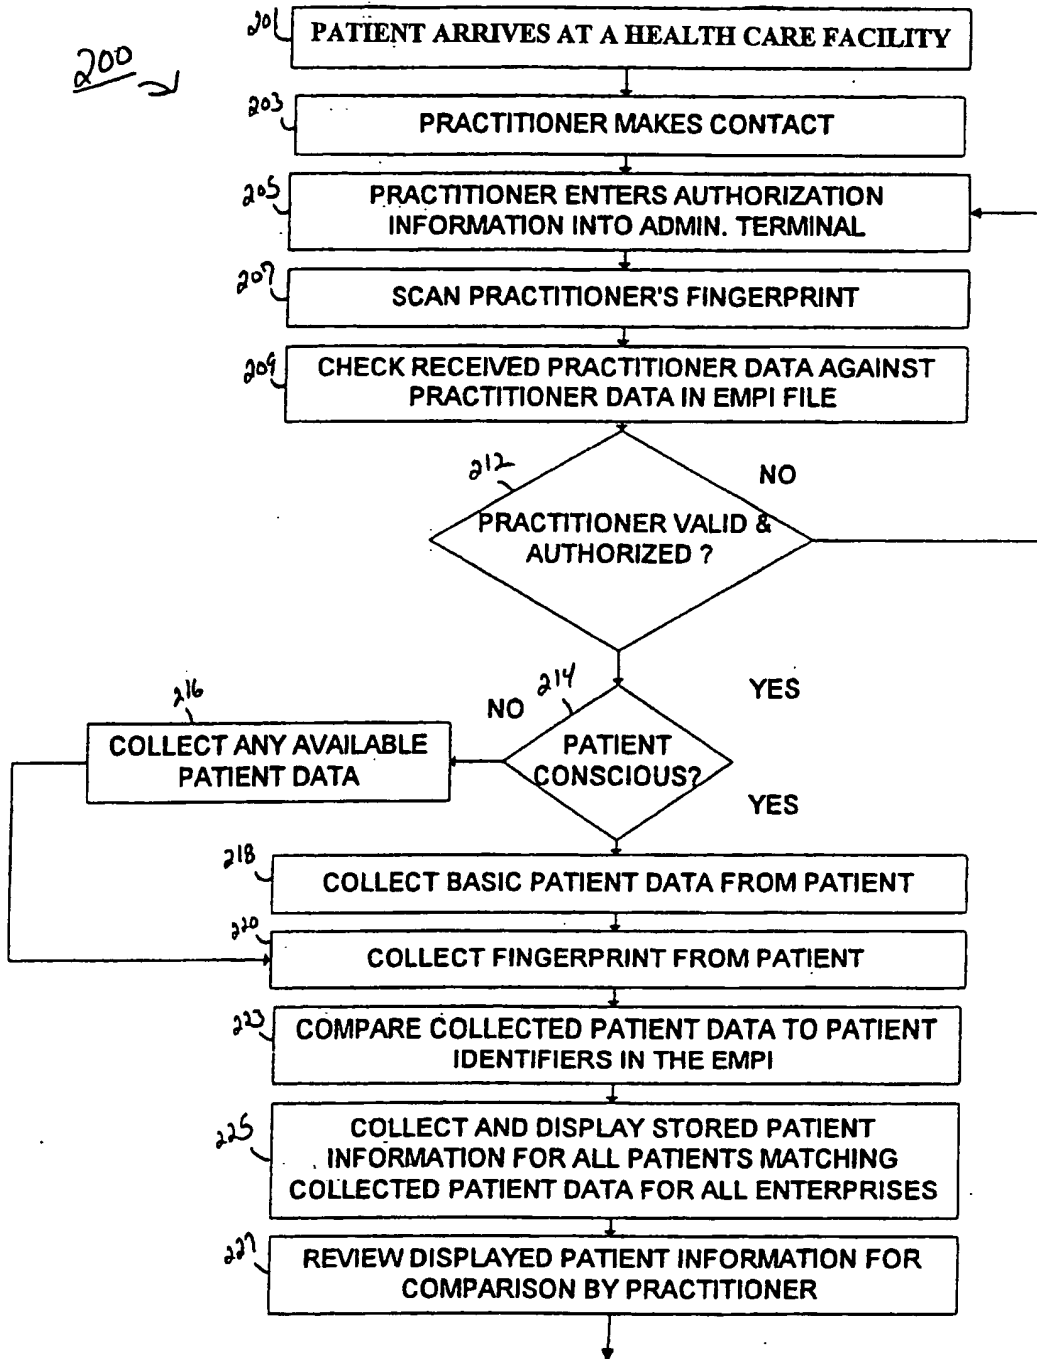 201
PATIENT ARRIVES AT A HEALTH CARE FACILITY
200
203
PRACTITIONER MAKES CONTACT
205
PRACTITIONER ENTERS AUTHORIZATION
INFORMATION INTO ADMIN. TERMINAL
207
SCAN PRACTITIONER'S FINGERPRINT
209
CHECK RECEIVED PRACTITIONER DATA AGAINST
PRACTITIONER DATA IN EMPI FILE
212
NO
PRACTITIONER VALID &
AUTHORIZED ?
214
YES
NO
216
COLLECT ANY AVAILABLE
PATIENT DATA
PATIENT
CONSCIOUS?
YES
218
COLLECT BASIC PATIENT DATA FROM PATIENT
220
COLLECT FINGERPRINT FROM PATIENT
223
COMPARE COLLECTED PATIENT DATA TO PATIENT
IDENTIFIERS IN THE EMPI
225
COLLECT AND DISPLAY STORED PATIENT
INFORMATION FOR ALL PATIENTS MATCHING
COLLECTED PATIENT DATA FOR ALL ENTERPRISES
227
REVIEW DISPLAYED PATIENT INFORMATION FOR
COMPARISON BY PRACTITIONER